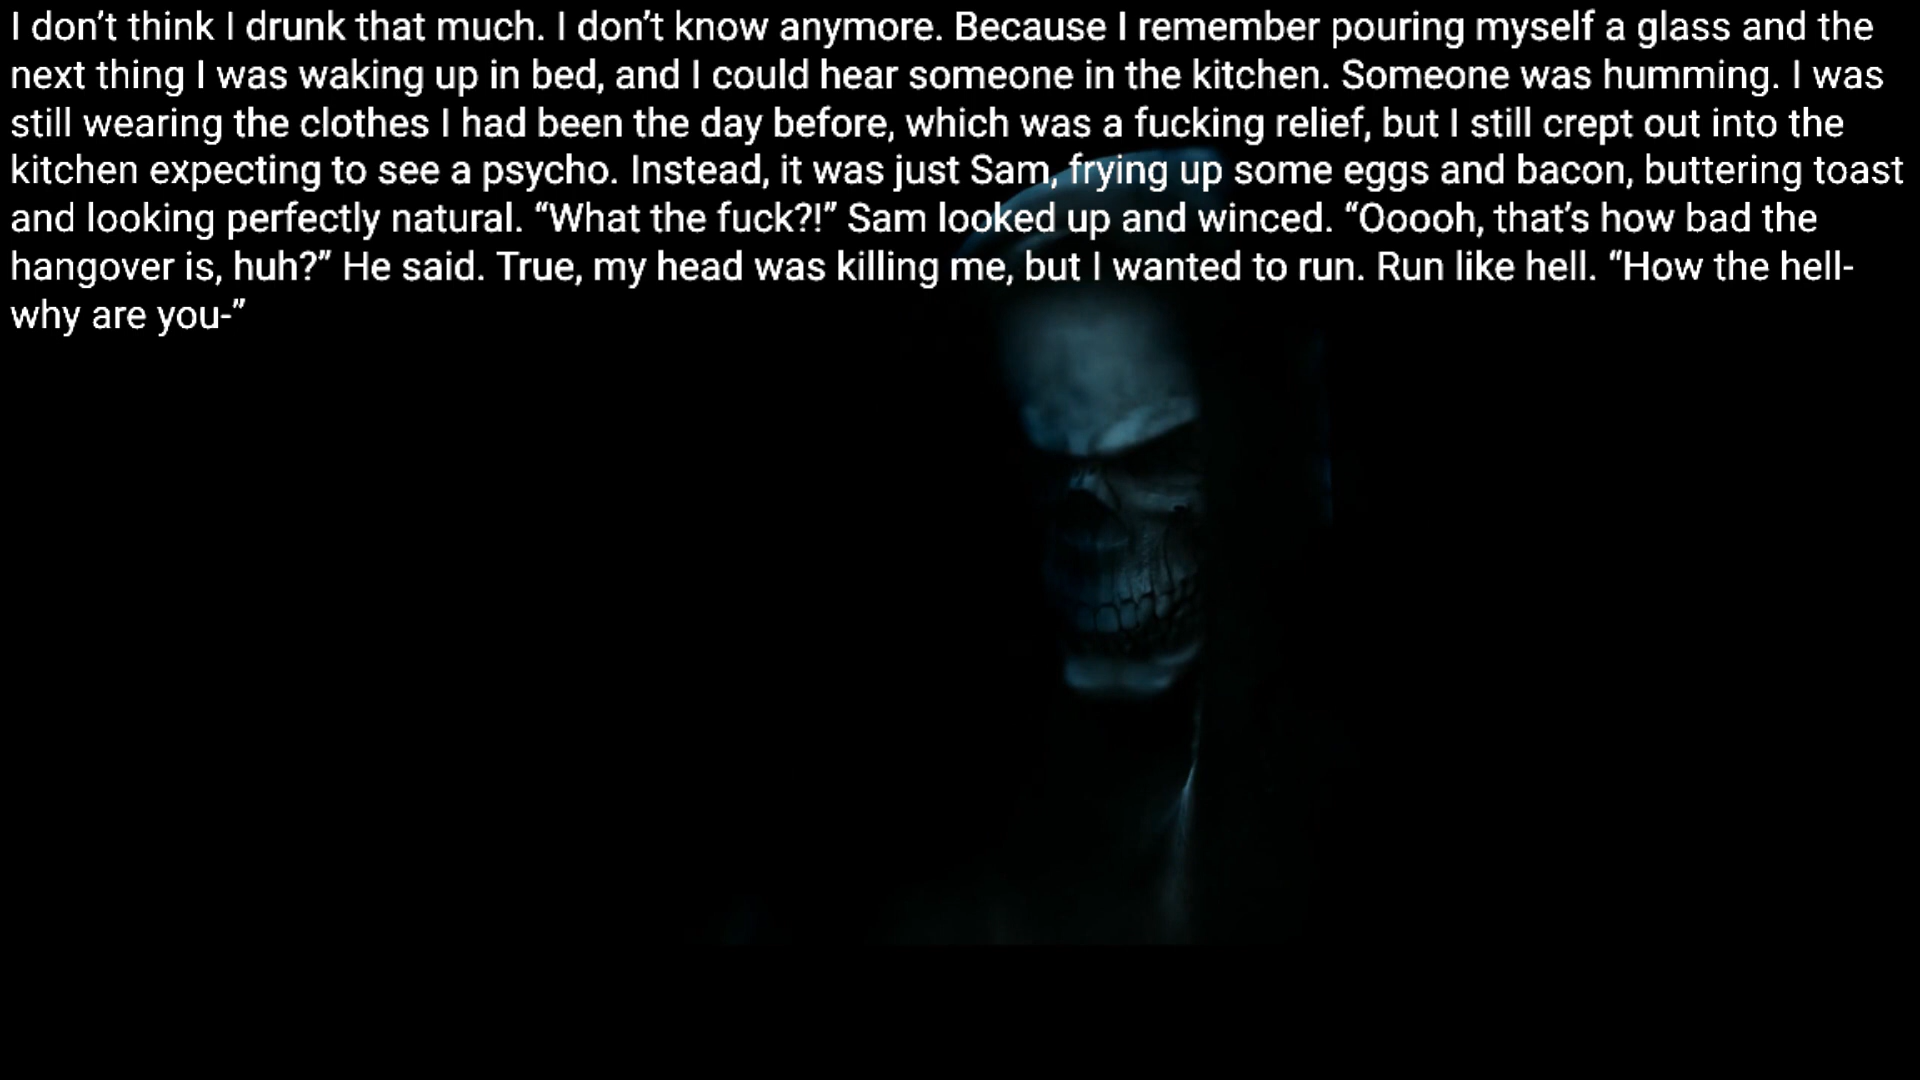 I don’t think I drunk that much. I don’t know anymore. Because I remember pouring myself a glass and the
next thing I was waking up in bed, and I could hear someone in the kitchen. Someone was humming. I was
still wearing the clothes I had been the day before, which was a fucking relief, but I still crept out into the
kitchen expecting to see a psycho. Instead, it was just Sam, frying up some eggs and bacon, buttering toast
and looking perfectly natural. “What the fuck?!” Sam looked up and winced. “Ooooh, that’s how bad the
hangover is, huh?” He said. True, my head was killing me, but I wanted to run. Run like hell. “How the hell-
why are you-”